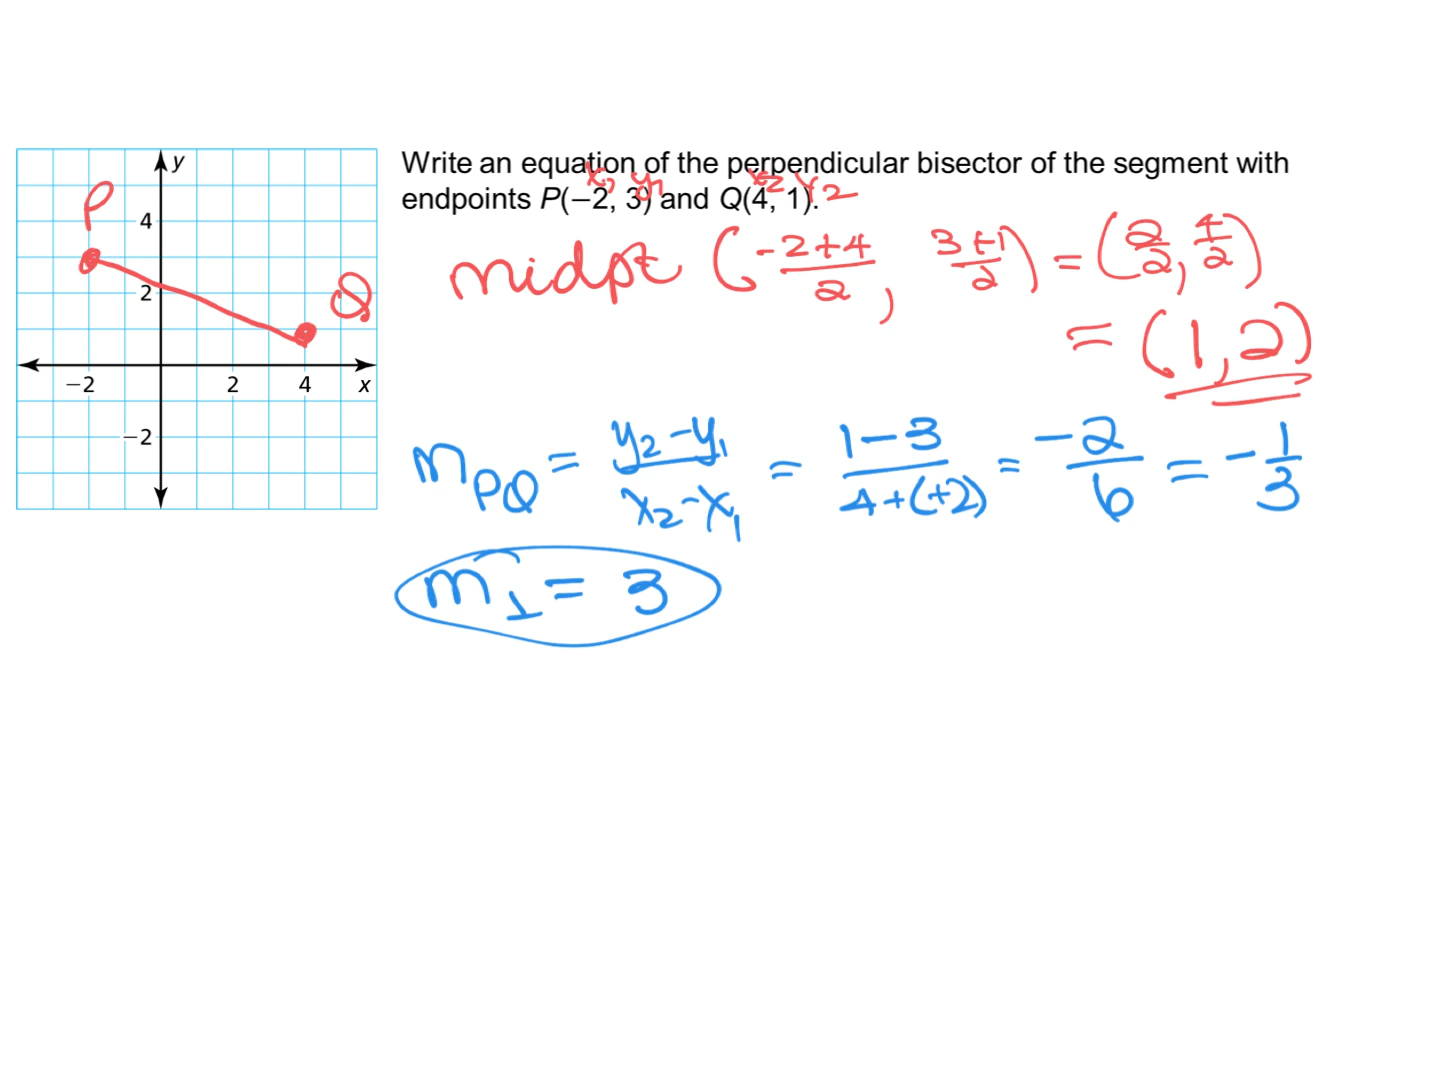 Write an equation of the perpendicular bisector of the segment with
endpoints P(−2, 3) and Q(4, 1).
x₁ y₁ x₂ y₂
midpt (-2+4/2, 3+1/2) = (2/2, 4/2)
= (1,2)
m_PQ = y₂-y₁/x₂-x₁ = 1-3/4+(+2) = -2/6 = -1/3
m⊥ = 3
y
P
4
Q
2
−2 2 4 x
−2